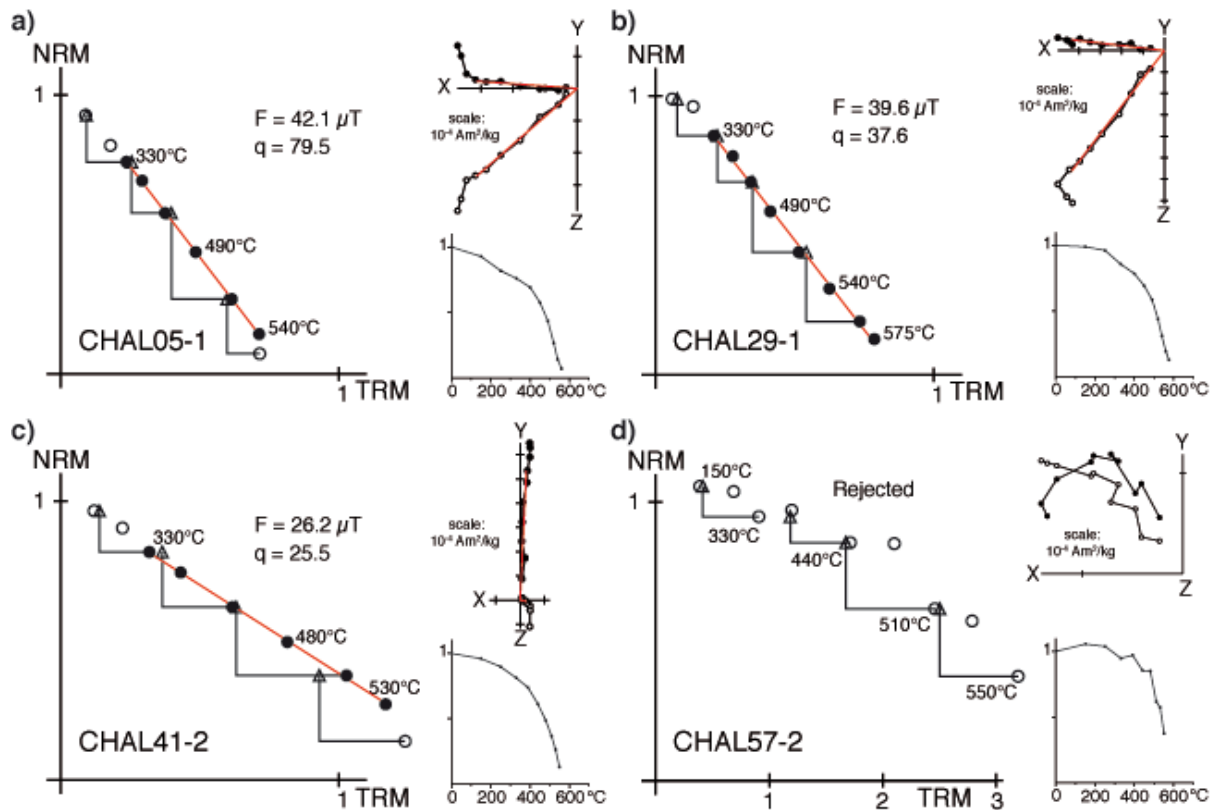 a)
NRM
1
F = 42.1 µT
q = 79.5
330°C
490°C
540°C
CHAL05-1
1 TRM
Y
X
scale:
10⁻⁴ Am²/kg
Z
1
0 200 400 600°C
b)
NRM
1
F = 39.6 µT
q = 37.6
330°C
490°C
540°C
575°C
CHAL29-1
1 TRM
Y
X
scale:
10⁻⁴ Am²/kg
Z
1
0 200 400 600°C
c)
NRM
1
F = 26.2 µT
q = 25.5
330°C
480°C
530°C
CHAL41-2
1 TRM
Y
scale:
10⁻⁴ Am²/kg
X
Z
1
0 200 400 600°C
d)
NRM
1
150°C
Rejected
330°C
440°C
510°C
550°C
CHAL57-2
1 TRM 2 3
Y
scale:
10⁻⁴ Am²/kg
X
Z
1
0 200 400 600°C